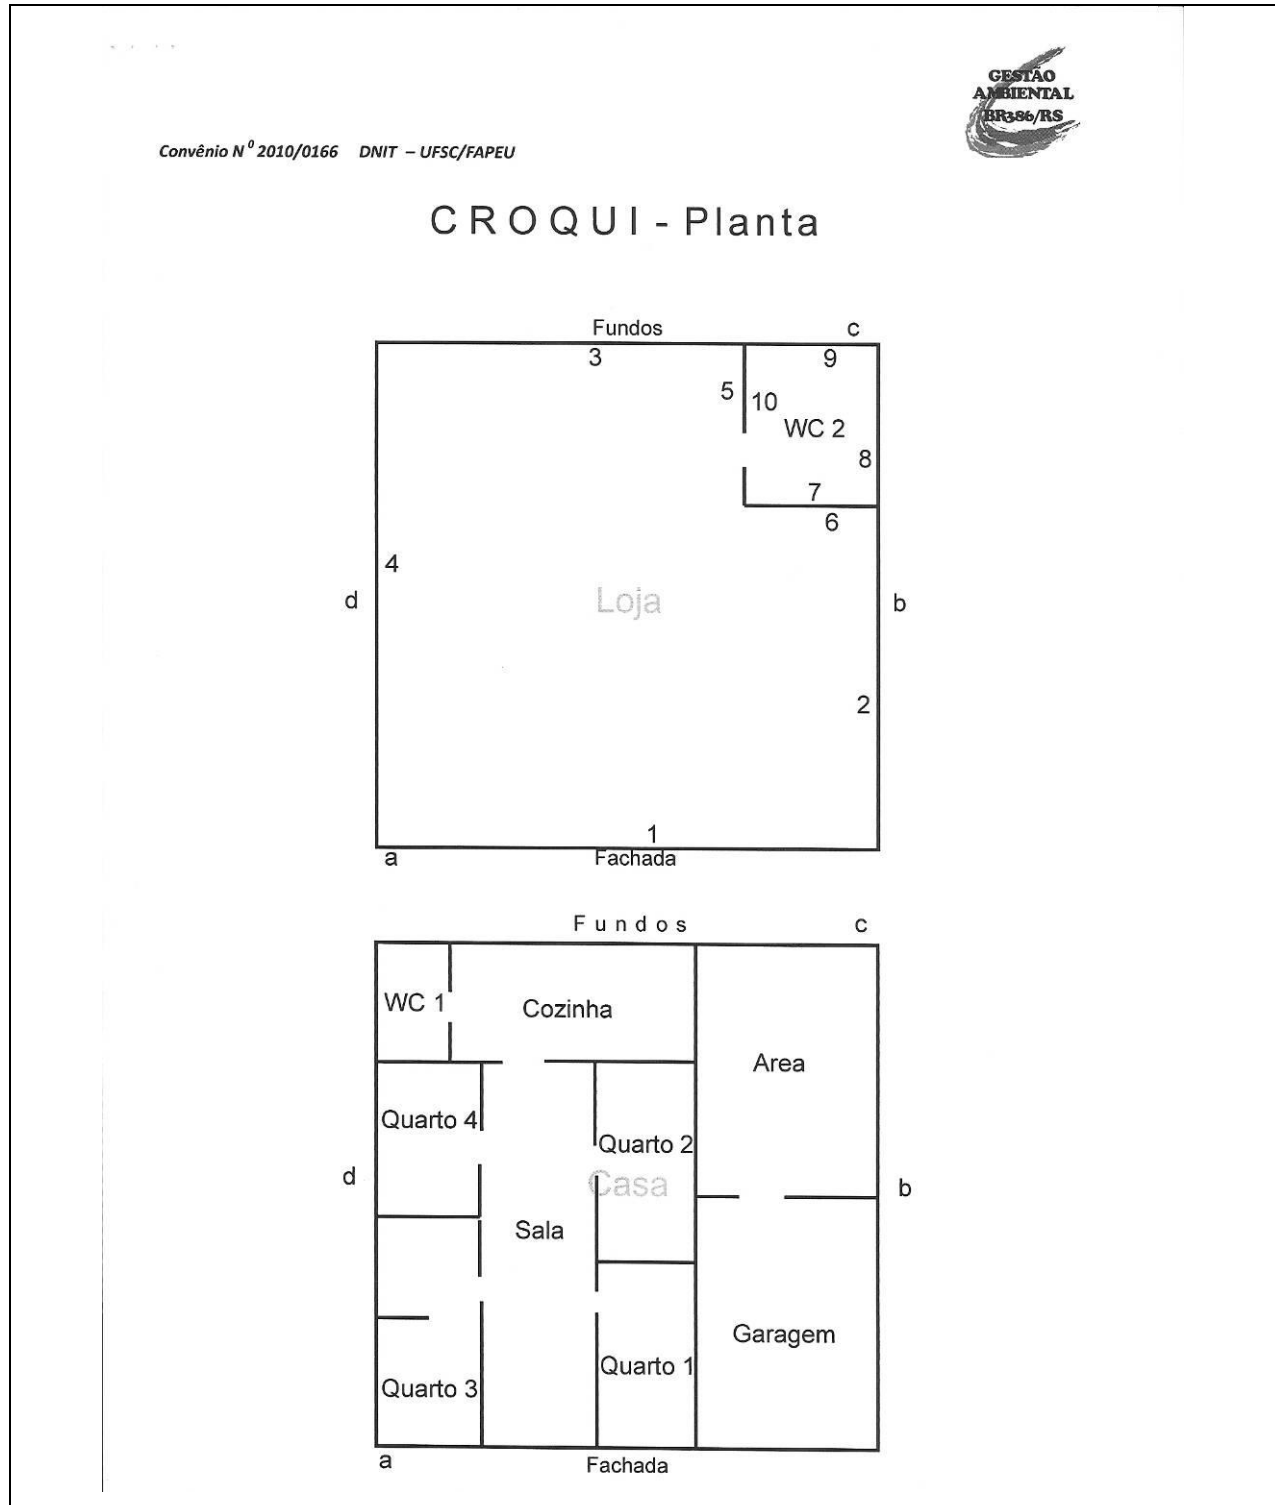 GESTÃO
AMBIENTAL
BR386/RS
Convênio N⁰ 2010/0166 DNIT – UFSC/FAPEU
CROQUI - Planta
Fundos c
3 9
5 10
WC 2
8
7
6
4
d Loja b
2
1
a Fachada
Fundos c
WC 1 Cozinha
Area
Quarto 4
Quarto 2
d Casa b
Sala
Garagem
Quarto 1
Quarto 3
a Fachada